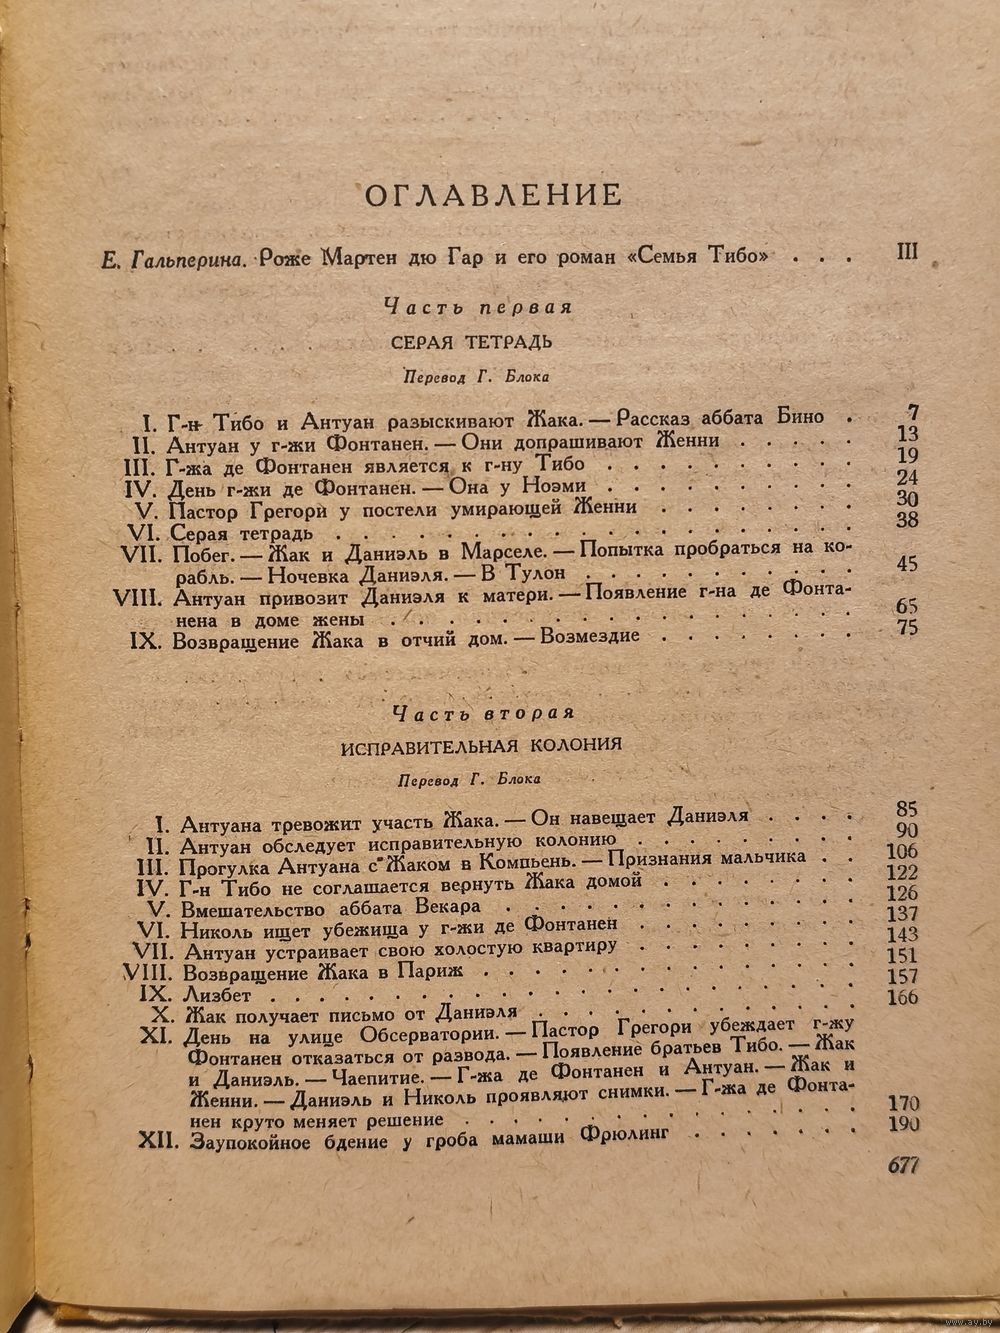 ОГЛАВЛЕНИЕ
Е. Гальперина. Роже Мартен дю Гар и его роман «Семья Тибо» . . . III
Часть первая
СЕРАЯ ТЕТРАДЬ
Перевод Г. Блока
I. Г-н Тибо и Антуан разыскивают Жака. — Рассказ аббата Бино . 7
II. Антуан у г-жи Фонтанен. — Они допрашивают Женни . . . . . 13
III. Г-жа де Фонтанен является к г-ну Тибо . . . . . . . . . . 19
IV. День г-жи де Фонтанен. — Она у Ноэми . . . . . . . . . . 24
V. Пастор Грегори у постели умирающей Женни . . . . . . . . 30
VI. Серая тетрадь . . . . . . . . . . . . . . . . . . . . . 38
VII. Побег. — Жак и Даниэль в Марселе. — Попытка пробраться на ко-
рабль. — Ночевка Даниэля. — В Тулон . . . . . . . . . . 45
VIII. Антуан привозит Даниэля к матери. — Появление г-на де Фонта-
нена в доме жены . . . . . . . . . . . . . . . . . . 65
IX. Возвращение Жака в отчий дом. — Возмездие . . . . . . . 75
Часть вторая
ИСПРАВИТЕЛЬНАЯ КОЛОНИЯ
Перевод Г. Блока
I. Антуана тревожит участь Жака. — Он навещает Даниэля . . . . 85
II. Антуан обследует исправительную колонию . . . . . . . . . 90
III. Прогулка Антуана с Жаком в Компьень. — Признания мальчика . . 106
IV. Г-н Тибо не соглашается вернуть Жака домой . . . . . . . . 122
V. Вмешательство аббата Векара . . . . . . . . . . . . . . 126
VI. Николь ищет убежища у г-жи де Фонтанен . . . . . . . . . 137
VII. Антуан устраивает свою холостую квартиру . . . . . . . . . 143
VIII. Возвращение Жака в Париж . . . . . . . . . . . . . . . 151
IX. Лизбет . . . . . . . . . . . . . . . . . . . . . . . . 157
X. Жак получает письмо от Даниэля . . . . . . . . . . . . . 166
XI. День на улице Обсерватории. — Пастор Грегори убеждает г-жу
Фонтанен отказаться от развода. — Появление братьев Тибо. — Жак
и Даниэль. — Чаепитие. — Г-жа де Фонтанен и Антуан. — Жак и
Женни. — Даниэль и Николь проявляют снимки. — Г-жа де Фонта-
нен круто меняет решение . . . . . . . . . . . . . . . 170
XII. Заупокойное бдение у гроба мамаши Фрюлинг . . . . . . . 190
677
www.ay.by